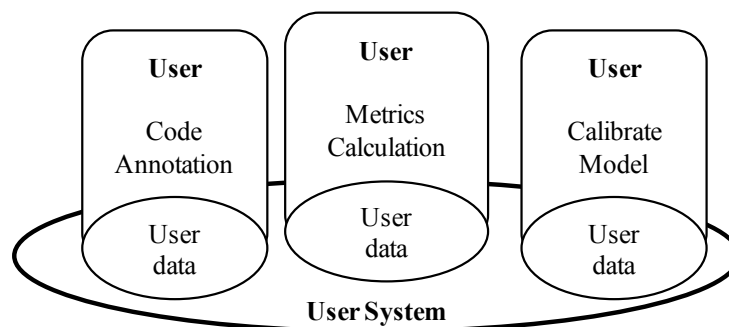 User
Code
Annotation
User
data
User
Metrics
Calculation
User
data
User
Calibrate
Model
User
data
User System